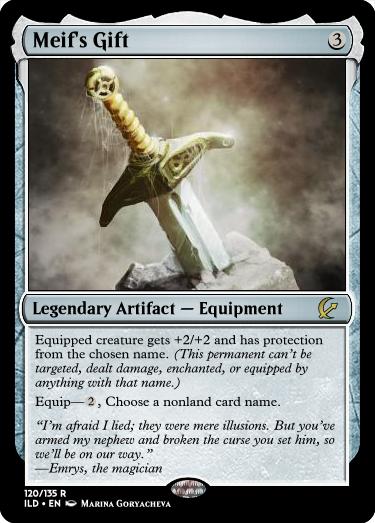 Meif's Gift 3
Legendary Artifact — Equipment
Equipped creature gets +2/+2 and has protection
from the chosen name. (This permanent can't be
targeted, dealt damage, enchanted, or equipped by
anything with that name.)
Equip—2, Choose a nonland card name.
"I'm afraid I lied; they were mere illusions. But you've
armed my nephew and broken the curse you set him, so
we'll be on our way."
—Emrys, the magician
120/135 R
ILD • EN Marina Goryacheva